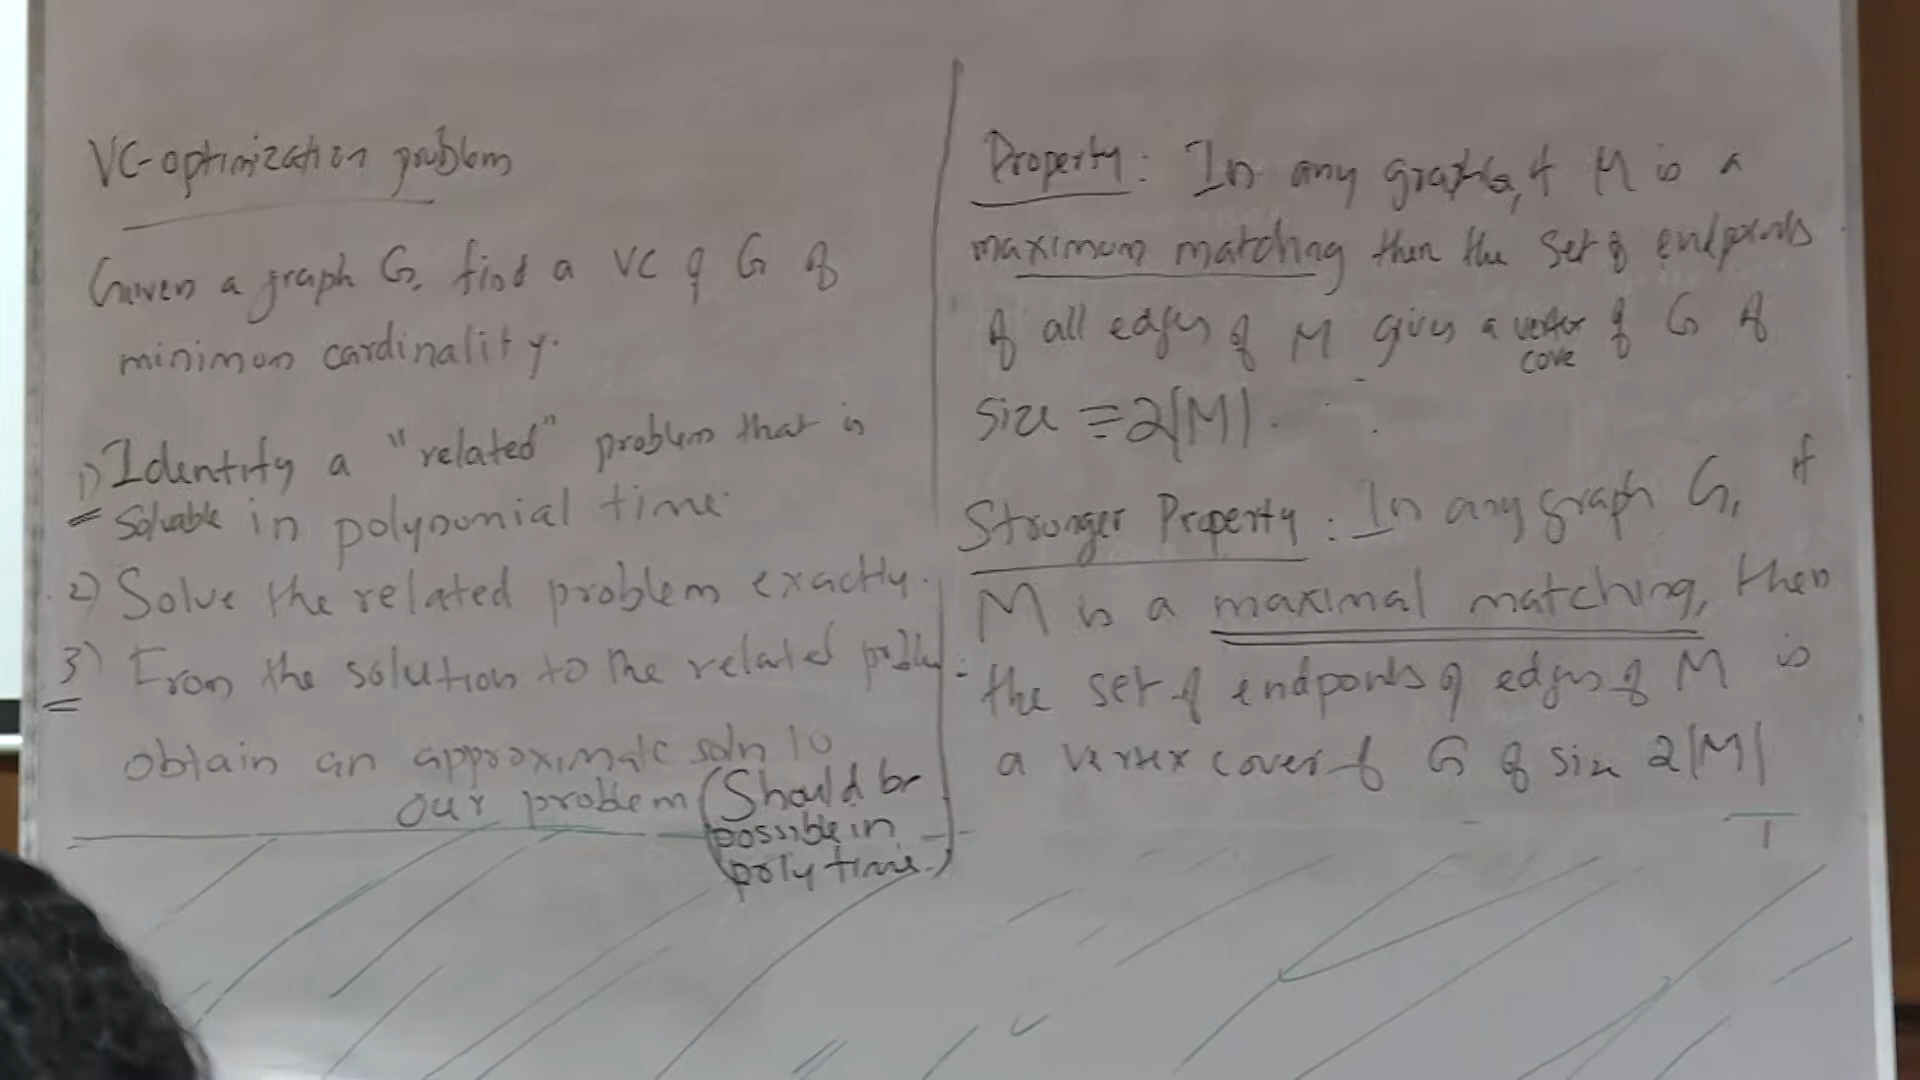 VC-optimization problem
Given a graph G, find a VC of G of
minimum cardinality.
1) Identify a "related" problem that is
Solvable in polynomial time.
2) Solve the related problem exactly.
3) From the solution to the related problem
obtain an approximate soln to
our problem (Should be
possible in
poly time.)
Property: In any graph G, if M is a
maximum matching then the set of endpoints
of all edges of M gives a vertex of G of
cove
size = 2|M|.
Stronger Property: In any graph G, if
M is a maximal matching, then
the set of endpoints of edges of M is
a vertex cover of G of size 2|M|